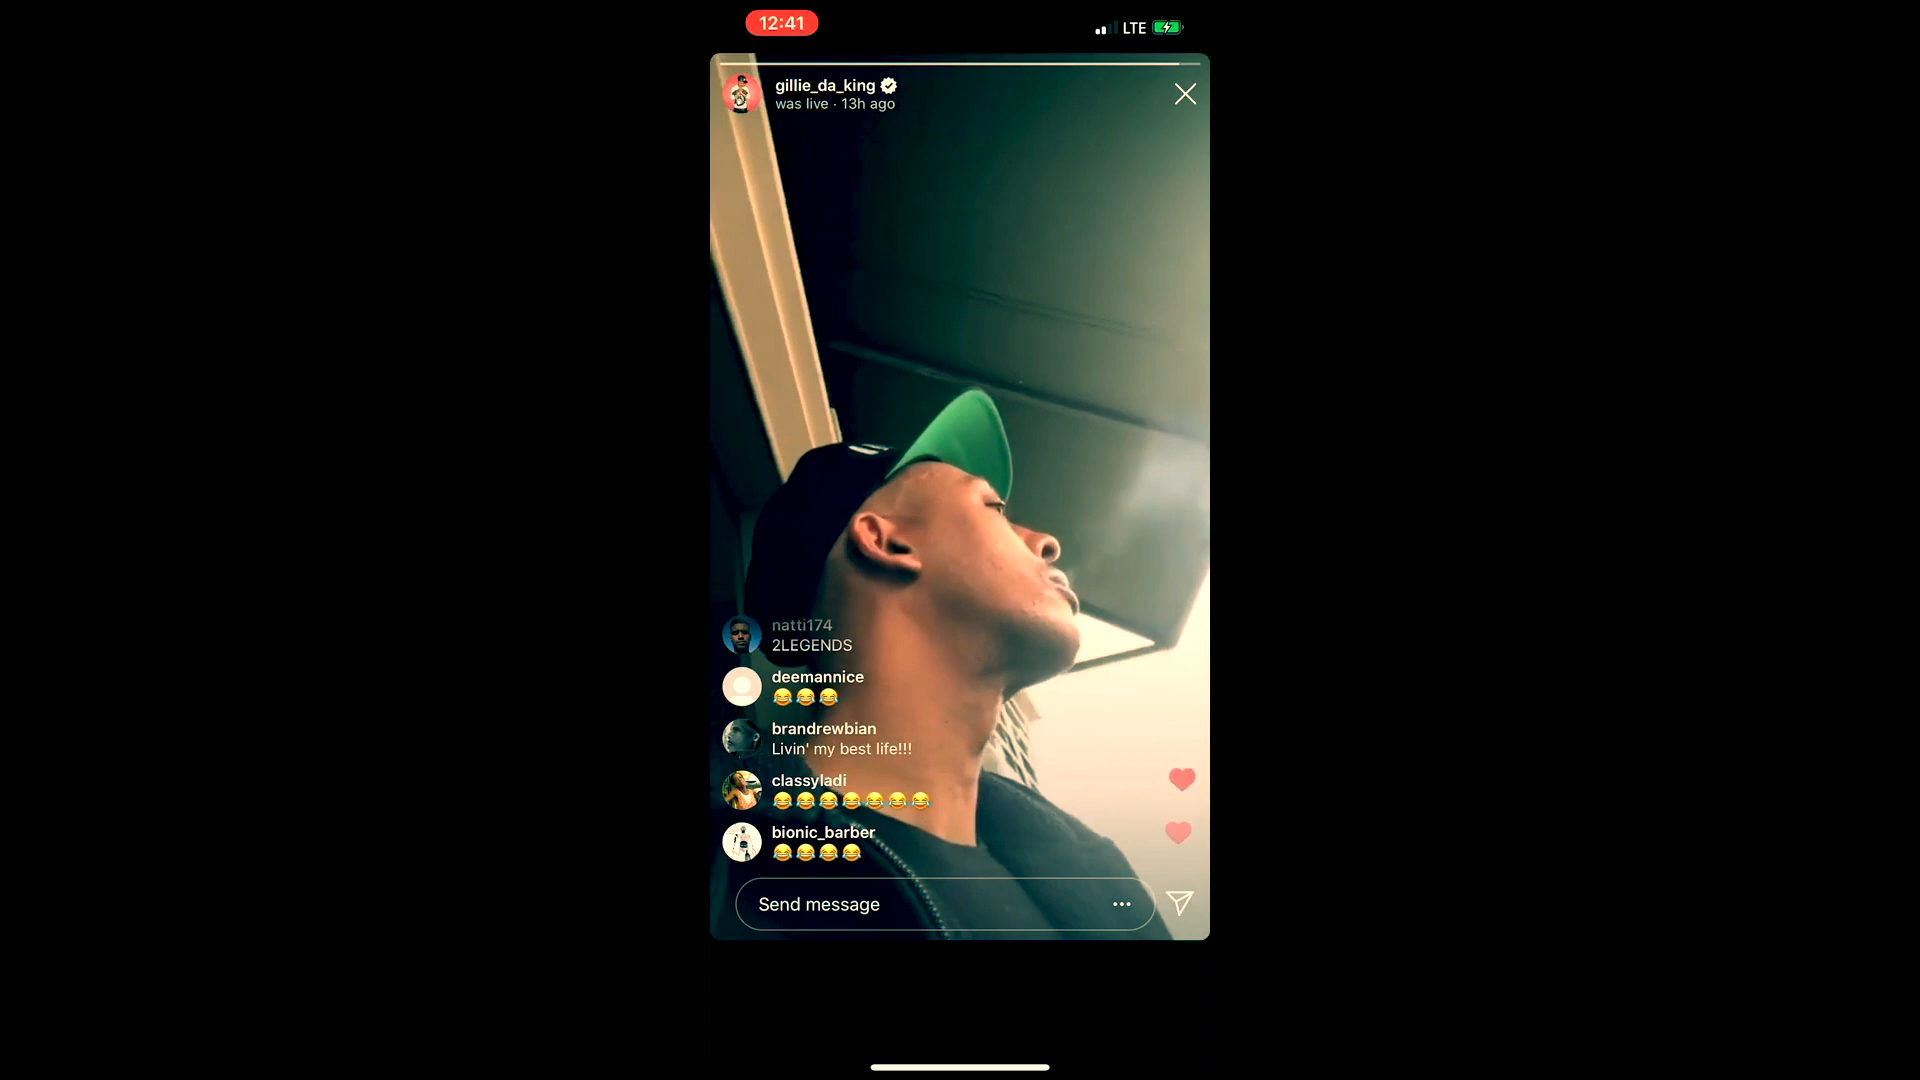 12:41
LTE
gillie_da_king
was live · 13h ago
natti174
2LEGENDS
deemannice
😂😂😂
brandrewbian
Livin' my best life!!!
classyladi
😂😂😂😂😂😂😂
bionic_barber
😂😂😂😂
Send message